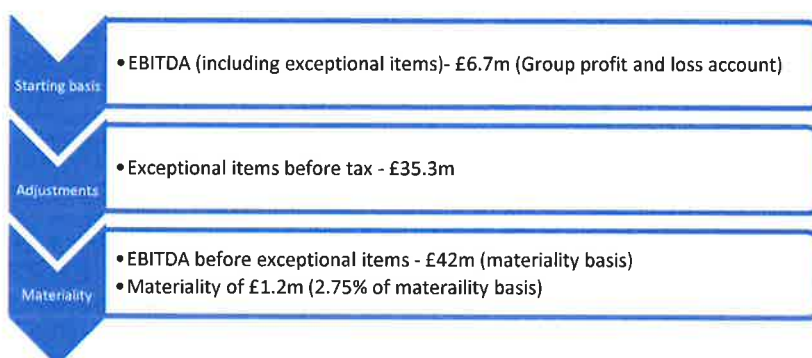 Starting basis
•EBITDA (including exceptional items)- £6.7m (Group profit and loss account)
Adjustments
•Exceptional items before tax - £35.3m
Materiality
•EBITDA before exceptional items - £42m (materiality basis)
•Materiality of £1.2m (2.75% of materaility basis)